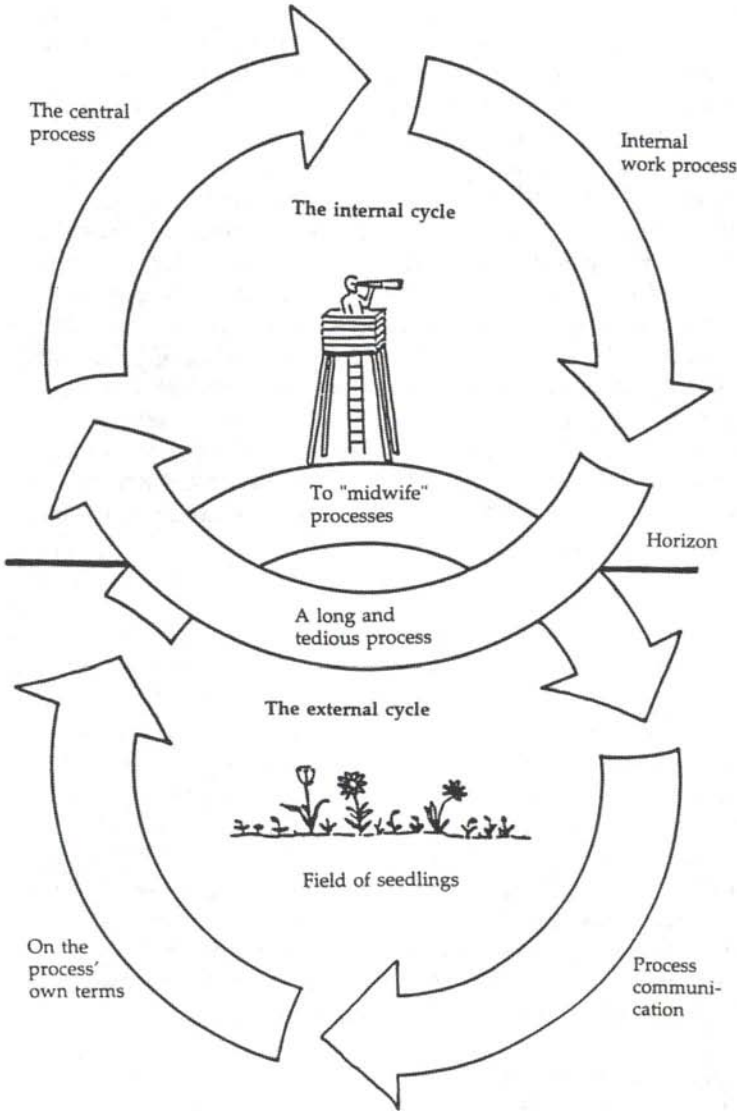 The central
process
Internal
work process
The internal cycle
To "midwife"
processes
Horizon
A long and
tedious process
The external cycle
Field of seedlings
On the
process'
own terms
Process
communi-
cation